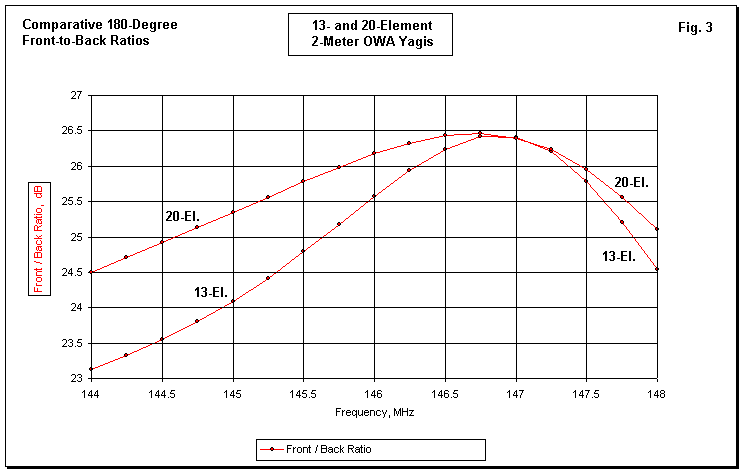 Comparative 180-Degree
Front-to-Back Ratios
13- and 20-Element
2-Meter OWA Yagis
Fig. 3
27
26.5
26
25.5
25
24.5
24
23.5
23
Front / Back Ratio, dB
20-El.
13-El.
20-El.
13-El.
144
144.5
145
145.5
146
146.5
147
147.5
148
Frequency, MHz
Front / Back Ratio